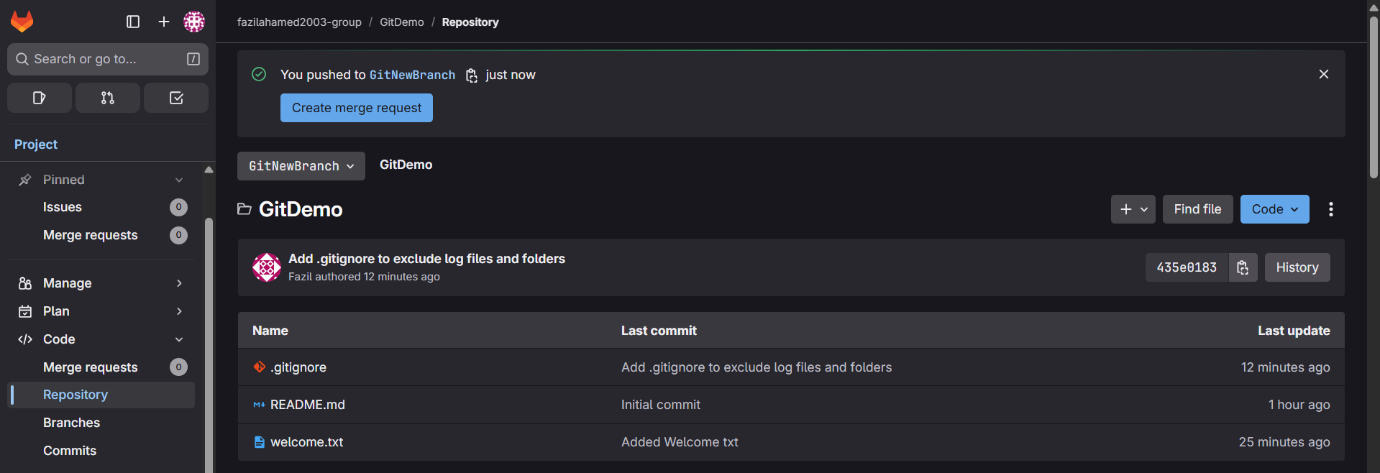 fazilahamed2003-group / GitDemo / Repository
Search or go to... /
Project
Pinned
Issues 0
Merge requests 0
Manage
Plan
Code
Merge requests 0
Repository
Branches
Commits
You pushed to GitNewBranch just now
Create merge request
GitNewBranch GitDemo
GitDemo
+ Find file Code
Add .gitignore to exclude log files and folders
Fazil authored 12 minutes ago
435e0183 History
Name Last commit Last update
.gitignore Add .gitignore to exclude log files and folders 12 minutes ago
README.md Initial commit 1 hour ago
welcome.txt Added Welcome txt 25 minutes ago